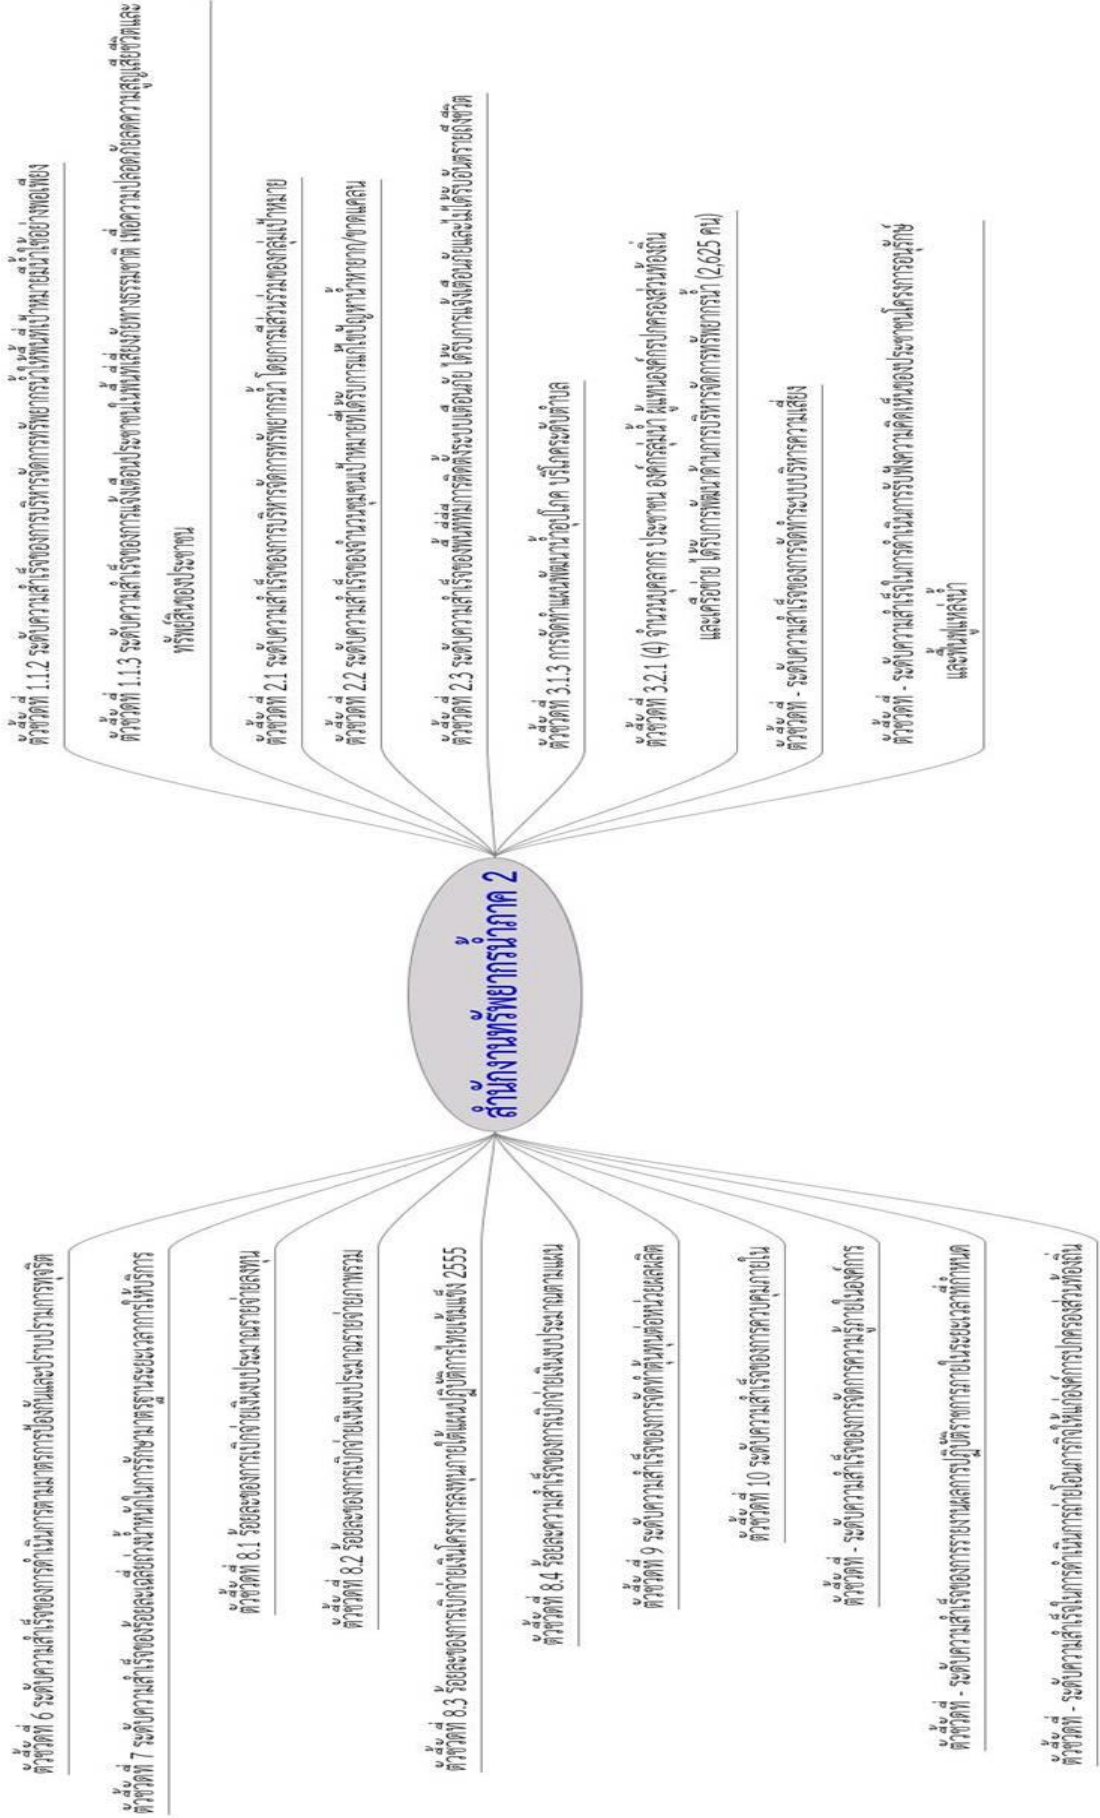 ตัวชี้วัดที่ 6 ระดับความสำเร็จของการดำเนินการตามมาตรการป้องกันและปราบปรามการทุจริต
ตัวชี้วัดที่ 7 ระดับความสำเร็จของร้อยละเฉลี่ยถ่วงน้ำหนักในการรักษามาตรฐานระยะเวลาการให้บริการ
ตัวชี้วัดที่ 8.1 ร้อยละของการเบิกจ่ายเงินงบประมาณรายจ่ายลงทุน
ตัวชี้วัดที่ 8.2 ร้อยละของการเบิกจ่ายเงินงบประมาณรายจ่ายภาพรวม
ตัวชี้วัดที่ 8.3 ร้อยละของการเบิกจ่ายเงินโครงการลงทุนภายใต้แผนปฏิบัติการไทยเข้มแข็ง 2555
ตัวชี้วัดที่ 8.4 ร้อยละความสำเร็จของการเบิกจ่ายเงินงบประมาณตามแผน
ตัวชี้วัดที่ 9 ระดับความสำเร็จของการจัดทำต้นทุนต่อหน่วยผลผลิต
ตัวชี้วัดที่ 10 ระดับความสำเร็จของการควบคุมภายใน
ตัวชี้วัดที่ - ระดับความสำเร็จของการจัดการความรู้ภายในองค์การ
ตัวชี้วัดที่ - ระดับความสำเร็จของการรายงานผลการปฏิบัติราชการภายในระยะเวลาที่กำหนด
ตัวชี้วัดที่ - ระดับความสำเร็จในการดำเนินการถ่ายโอนภารกิจให้แก่องค์การปกครองส่วนท้องถิ่น
สำนักงานทรัพยากรน้ำภาค 2
ตัวชี้วัดที่ 1.1.2 ระดับความสำเร็จของการบริหารจัดการทรัพยากรน้ำให้พื้นที่เป้าหมายมีน้ำใช้อย่างพอเพียง
ตัวชี้วัดที่ 1.1.3 ระดับความสำเร็จของการแจ้งเตือนประชาชนในพื้นที่เสี่ยงภัยทางธรรมชาติ เพื่อความปลอดภัยลดความสูญเสียชีวิตและ
ทรัพย์สินของประชาชน
ตัวชี้วัดที่ 2.1 ระดับความสำเร็จของการบริหารจัดการทรัพยากรน้ำ โดยการมีส่วนร่วมของกลุ่มเป้าหมาย
ตัวชี้วัดที่ 2.2 ระดับความสำเร็จของจำนวนชุมชนเป้าหมายที่ได้รับการแก้ไขปัญหาน้ำหายาก/ขาดแคลน
ตัวชี้วัดที่ 2.3 ระดับความสำเร็จของพื้นที่ที่มีการติดตั้งระบบเตือนภัย ได้รับการแจ้งเตือนภัยและไม่ได้รับอันตรายถึงชีวิต
ตัวชี้วัดที่ 3.1.3 การจัดทำแผนพัฒนาน้ำอุปโภค บริโภคระดับตำบล
ตัวชี้วัดที่ 3.2.1 (4) จำนวนบุคลากร ประชาชน องค์กรลุ่มน้ำ ผู้แทนองค์กรปกครองส่วนท้องถิ่น
และเครือข่าย ได้รับการพัฒนาด้านการบริหารจัดการทรัพยากรน้ำ (2,625 คน)
ตัวชี้วัดที่ - ระดับความสำเร็จของการจัดทำระบบบริหารความเสี่ยง
ตัวชี้วัดที่ - ระดับความสำเร็จในการดำเนินการรับฟังความคิดเห็นของประชาชนโครงการอนุรักษ์
และฟื้นฟูแหล่งน้ำ